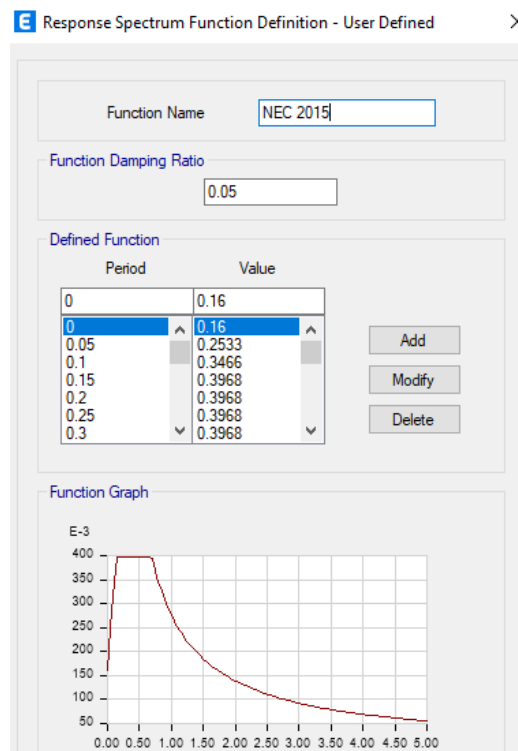 E Response Spectrum Function Definition - User Defined
Function Name NEC 2015
Function Damping Ratio
0.05
Defined Function
Period Value
0 0.16
0 0.16
0.05 0.2533
0.1 0.3466
0.15 0.3968
0.2 0.3968
0.25 0.3968
0.3 0.3968
Add
Modify
Delete
Function Graph
E-3
400
350
300
250
200
150
100
50
0.00 0.50 1.00 1.50 2.00 2.50 3.00 3.50 4.00 4.50 5.00